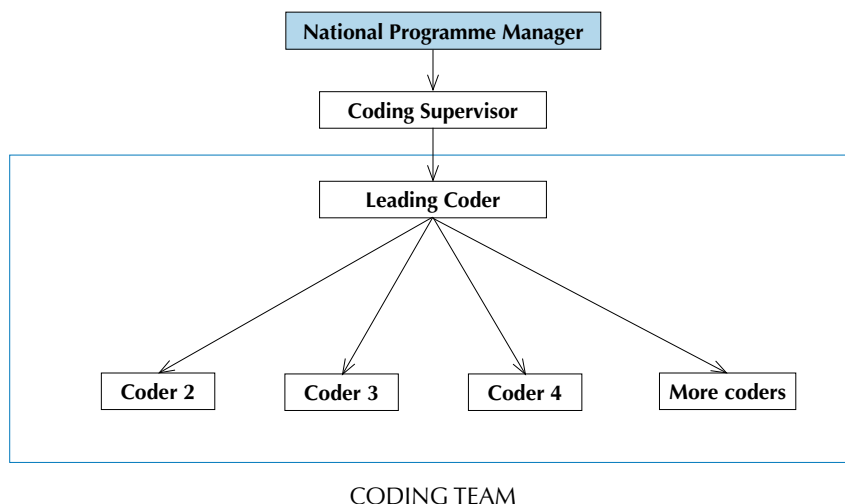 National Programme Manager
Coding Supervisor
Leading Coder
Coder 2
Coder 3
Coder 4
More coders
CODING TEAM